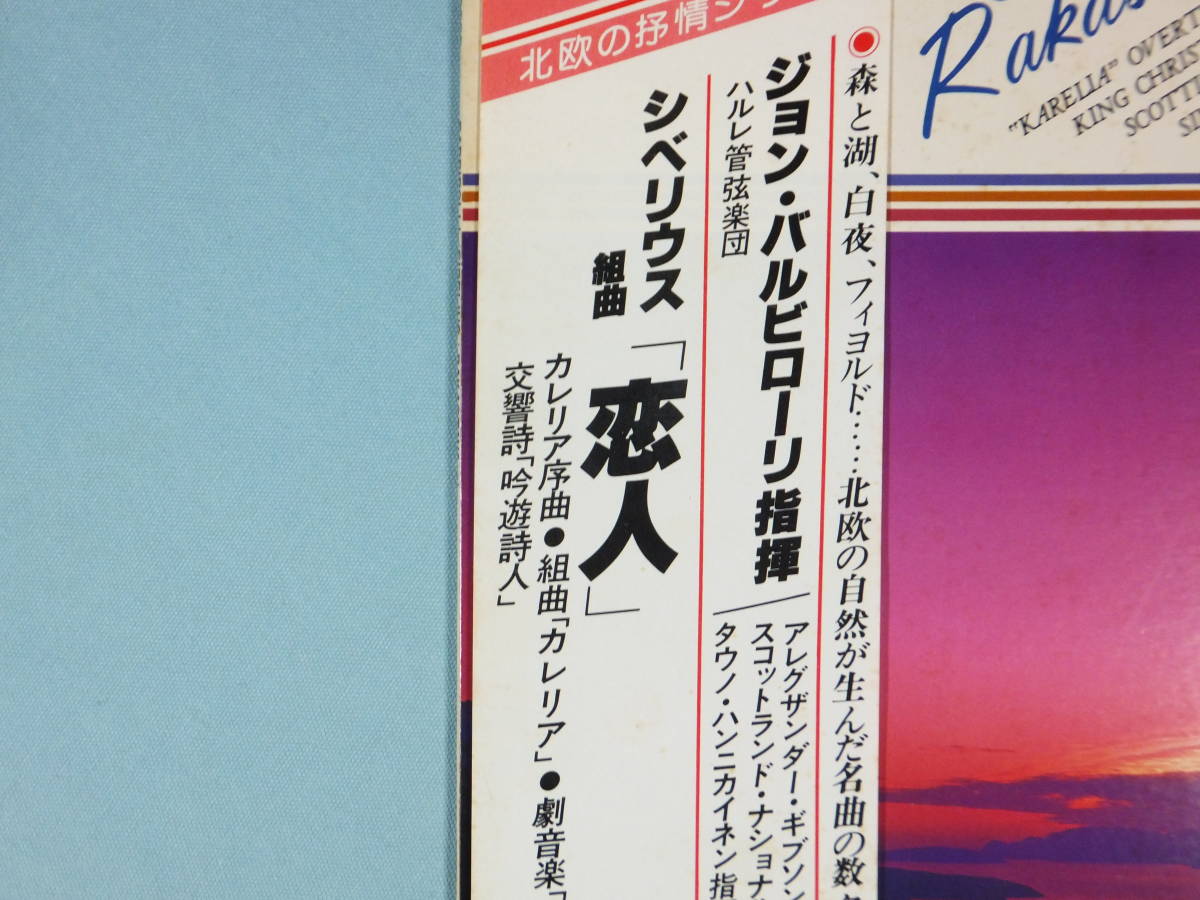 北欧の抒情シリ
●森と湖、白夜、フィヨルド……北欧の自然が生んだ名曲の数々
ジョン・バルビローリ指揮
ハルレ管弦楽団
アレグザンダー・ギブソン
スコットランド・ナショナ
タウノ・ハンニカイネン指
シベリウス
組曲「恋人」
カレリア序曲●組曲「カレリア」●劇音楽「
交響詩「吟遊詩人」
Rakas
"KARELIA" OVERT
KING CHRIS
SCOTT